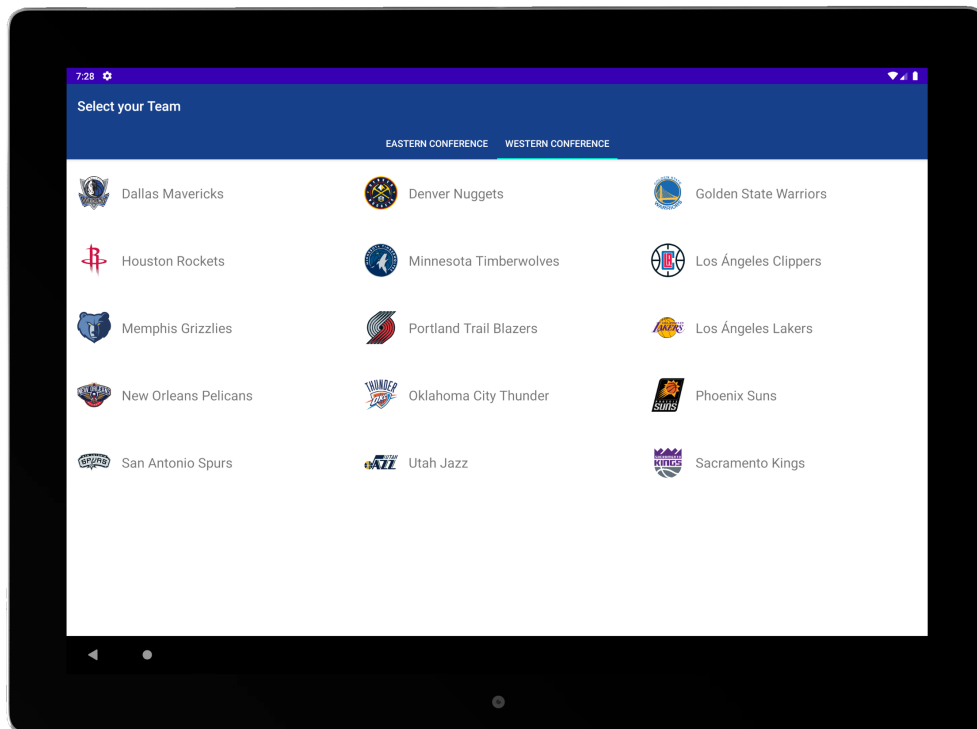 7:28
Select your Team
EASTERN CONFERENCE WESTERN CONFERENCE
Dallas Mavericks Denver Nuggets Golden State Warriors
Houston Rockets Minnesota Timberwolves Los Ángeles Clippers
Memphis Grizzlies Portland Trail Blazers Los Ángeles Lakers
New Orleans Pelicans Oklahoma City Thunder Phoenix Suns
San Antonio Spurs Utah Jazz Sacramento Kings